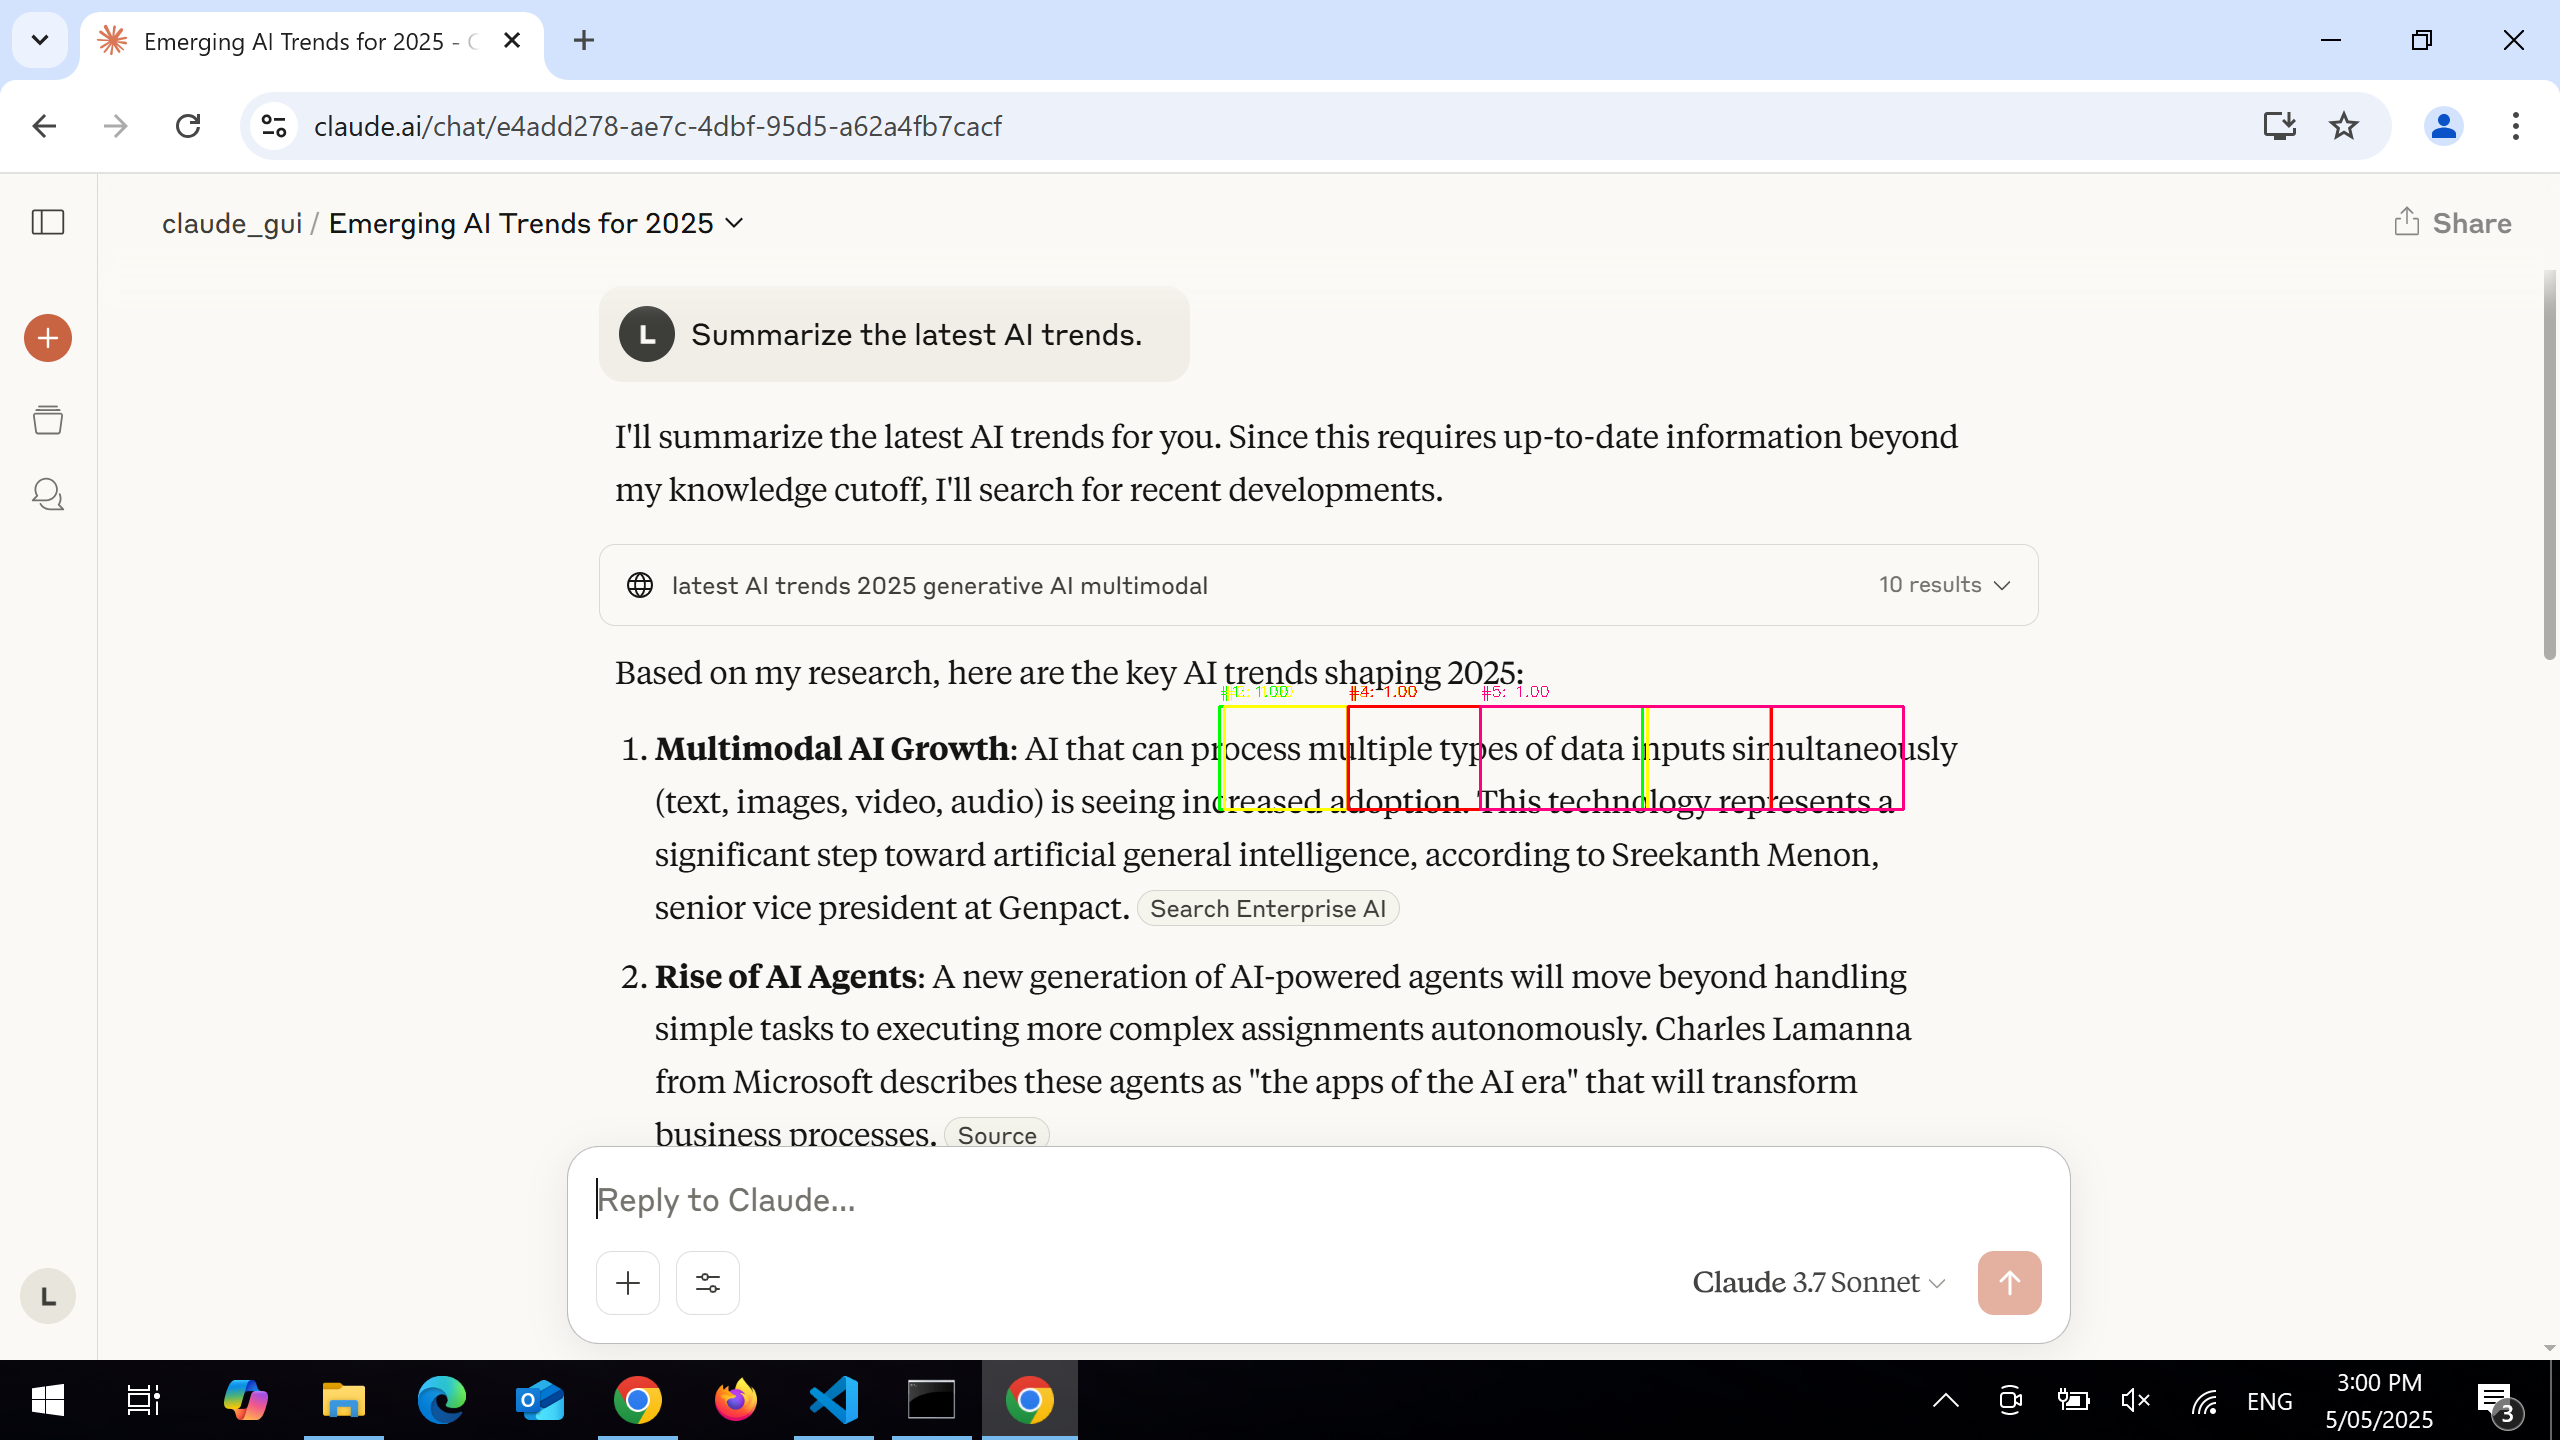 Emerging AI Trends for 2025 - C
claude.ai/chat/e4add278-ae7c-4dbf-95d5-a62a4fb7cacf
claude_gui / Emerging AI Trends for 2025
Share
L
Summarize the latest AI trends.
I'll summarize the latest AI trends for you. Since this requires up-to-date information beyond
my knowledge cutoff, I'll search for recent developments.
latest AI trends 2025 generative AI multimodal
10 results
Based on my research, here are the key AI trends shaping 2025:
1.00
#4: 1.00
#5: 1.00
1. Multimodal AI Growth: AI that can process multiple types of data inputs simultaneously
(text, images, video, audio) is seeing increased adoption. This technology represents a
significant step toward artificial general intelligence, according to Sreekanth Menon,
senior vice president at Genpact. Search Enterprise AI
2. Rise of AI Agents: A new generation of AI-powered agents will move beyond handling
simple tasks to executing more complex assignments autonomously. Charles Lamanna
from Microsoft describes these agents as "the apps of the AI era" that will transform
business processes. Source
Reply to Claude...
Claude 3.7 Sonnet
L
ENG
3:00 PM
5/05/2025
3